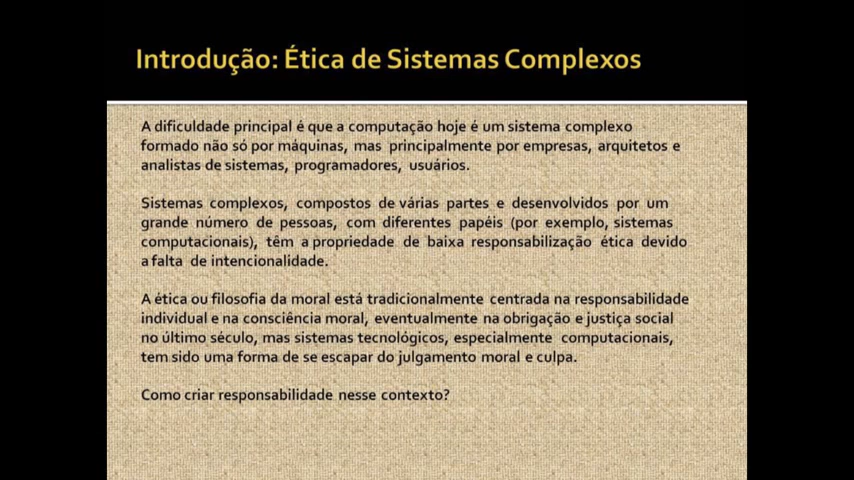 Introdução: Ética de Sistemas Complexos
A dificuldade principal é que a computação hoje é um sistema complexo
formado não só por máquinas, mas principalmente por empresas, arquitetos e
analistas de sistemas, programadores, usuários.
Sistemas complexos, compostos de várias partes e desenvolvidos por um
grande número de pessoas, com diferentes papéis (por exemplo, sistemas
computacionais), têm a propriedade de baixa responsabilização ética devido
a falta de intencionalidade.
A ética ou filosofia da moral está tradicionalmente centrada na responsabilidade
individual e na consciência moral, eventualmente na obrigação e justiça social
no último século, mas sistemas tecnológicos, especialmente computacionais,
tem sido uma forma de se escapar do julgamento moral e culpa.
Como criar responsabilidade nesse contexto?